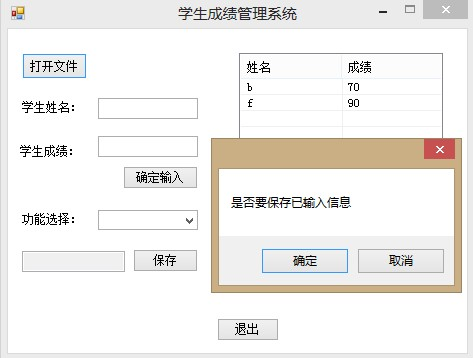 学生成绩管理系统
打开文件
姓名 成绩
b 70
f 90
学生姓名：
学生成绩：
确定输入
是否要保存已输入信息
确定 取消
功能选择：
保存
退出